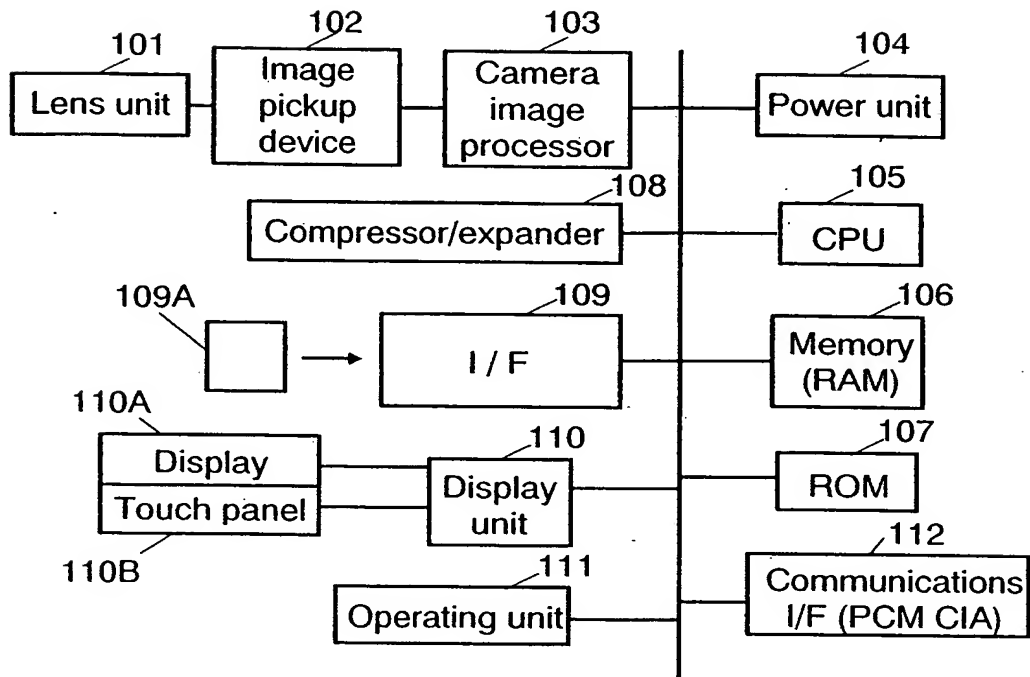 101
102
103
104
Lens unit
Image
pickup
device
Camera
image
processor
Power unit
108
105
Compressor/expander
CPU
109A
109
106
I / F
Memory
(RAM)
110A
110
107
Display
Touch panel
Display
unit
ROM
110B
111
112
Operating unit
Communications
I/F (PCM CIA)